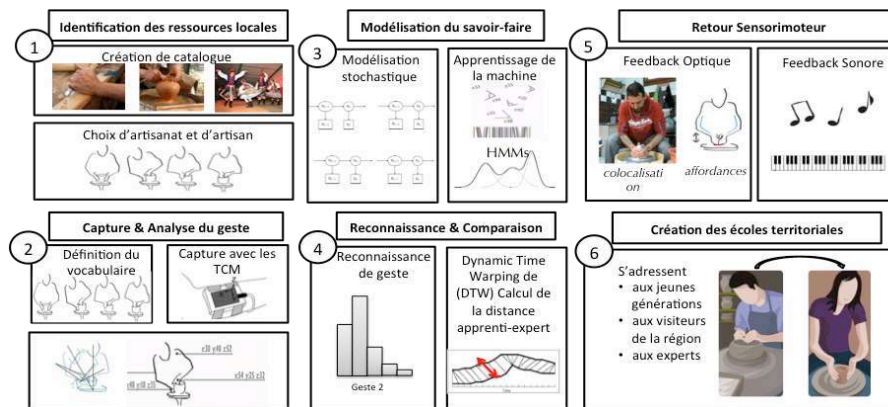 Identification des ressources locales
1
Création de catalogue
Choix d'artisanat et d'artisan
2
Capture & Analyse du geste
Définition du
vocabulaire
Capture avec les
TCM
Modélisation du savoir-faire
3
Modélisation
stochastique
Apprentissage de
la machine
HMMs
4
Reconnaissance & Comparaison
Reconnaissance
de geste
Geste 2
Dynamic Time
Warping de
(DTW) Calcul de
la distance
apprenti-expert
Retour Sensorimoteur
5
Feedback Optique
colocalisati
on
affordances
Feedback Sonore
Création des écoles territoriales
6
S'adressent
• aux jeunes
générations
• aux visiteurs
de la région
• aux experts